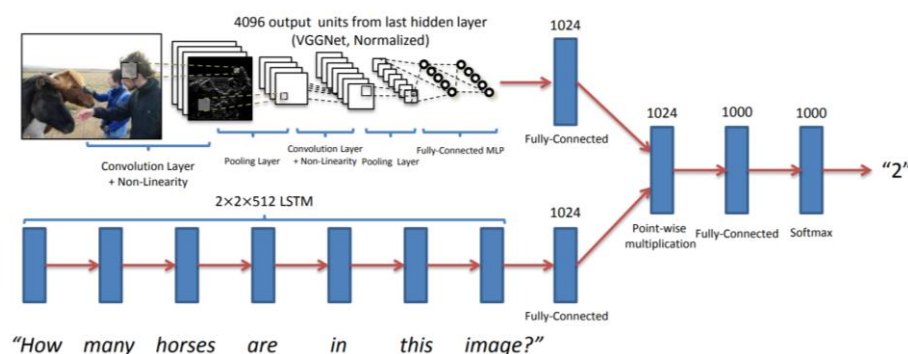 4096 output units from last hidden layer
(VGGNet, Normalized)
1024
Fully-Connected
Convolution Layer
+ Non-Linearity
Pooling Layer
Convolution Layer
+ Non-Linearity
Pooling Layer
Fully-Connected MLP
1024
Point-wise
multiplication
1000
Fully-Connected
1000
Softmax
"2"
2×2×512 LSTM
1024
Fully-Connected
"How many horses are in this image?"